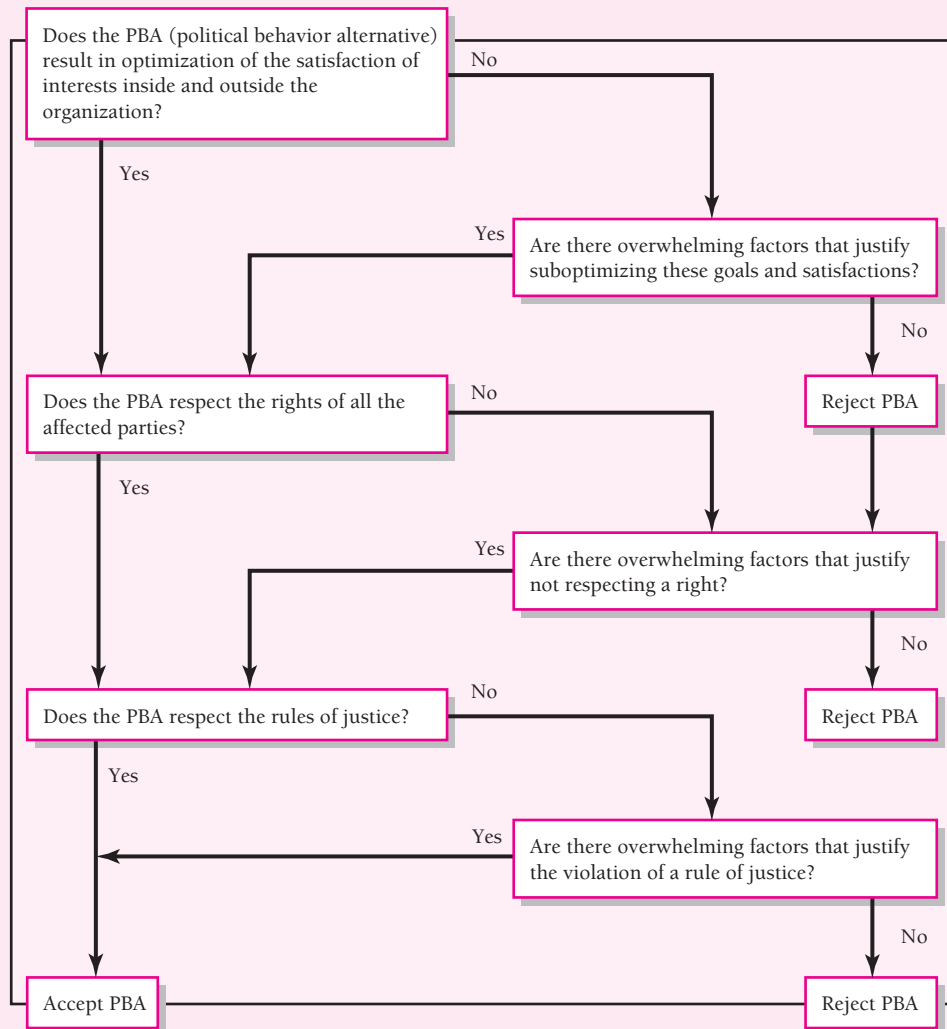 Does the PBA (political behavior alternative)
result in optimization of the satisfaction of
interests inside and outside the
organization?
No
Yes
Yes
Are there overwhelming factors that justify
suboptimizing these goals and satisfactions?
No
Does the PBA respect the rights of all the
affected parties?
No
Reject PBA
Yes
Yes
Are there overwhelming factors that justify
not respecting a right?
No
Does the PBA respect the rules of justice?
No
Reject PBA
Yes
Yes
Are there overwhelming factors that justify
the violation of a rule of justice?
No
Accept PBA
Reject PBA